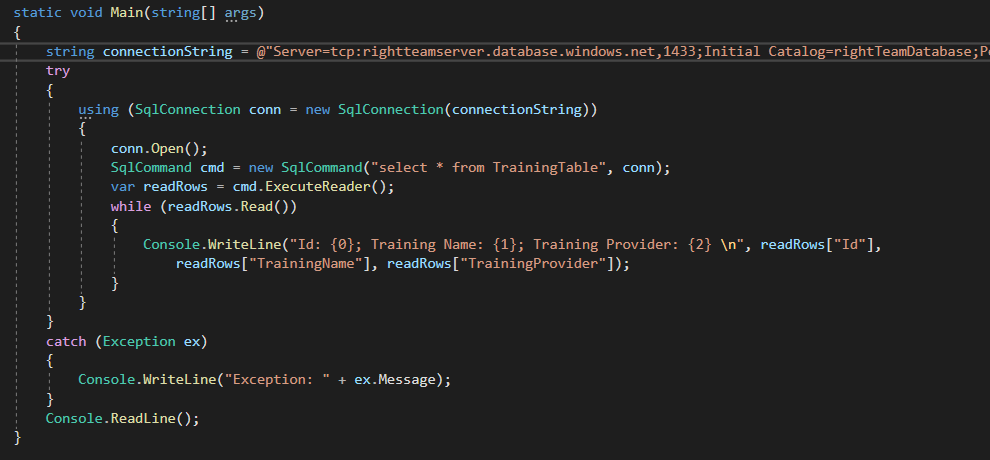 static void Main(string[] args)
{
string connectionString = @"Server=tcp:rightteamserver.database.windows.net,1433;Initial Catalog=rightTeamDatabase;
try
{
using (SqlConnection conn = new SqlConnection(connectionString))
{
conn.Open();
SqlCommand cmd = new SqlCommand("select * from TrainingTable", conn);
var readRows = cmd.ExecuteReader();
while (readRows.Read())
{
Console.WriteLine("Id: {0}; Training Name: {1}; Training Provider: {2} \n", readRows["Id"],
readRows["TrainingName"], readRows["TrainingProvider"]);
}
}
}
catch (Exception ex)
{
Console.WriteLine("Exception: " + ex.Message);
}
Console.ReadLine();
}